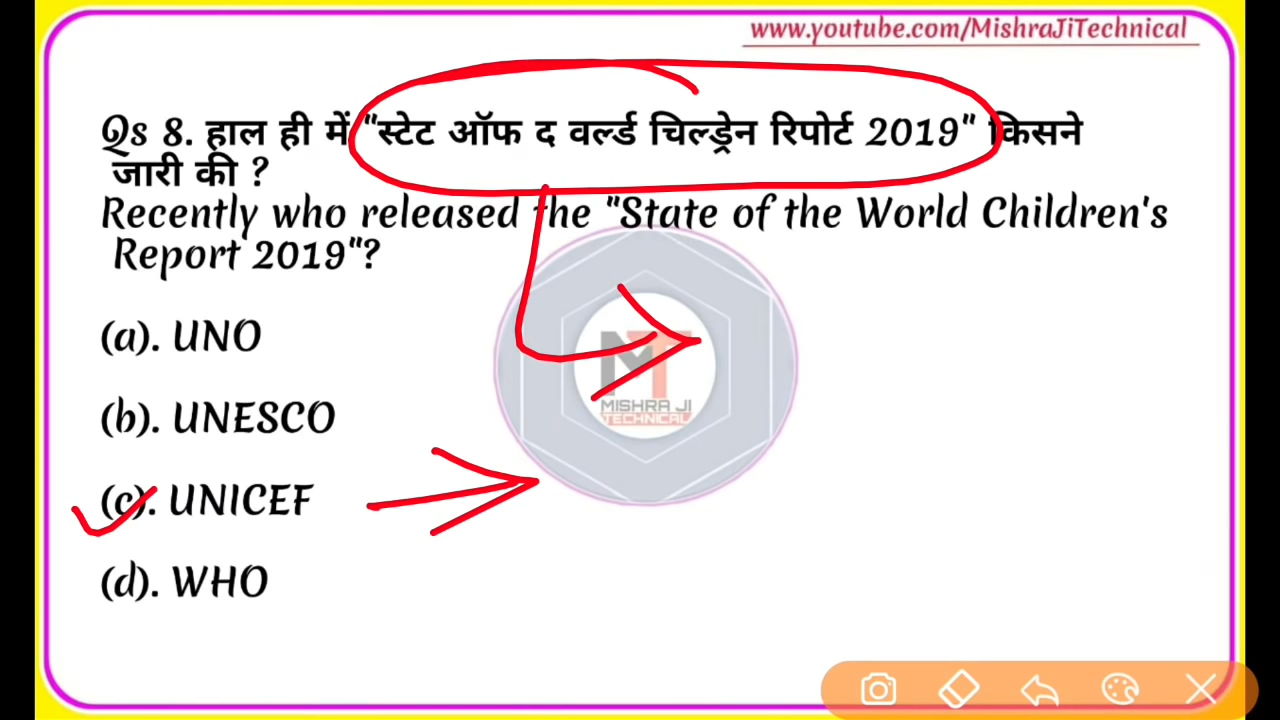 www.youtube.com/MishraJiTechnical
Qs 8. हाल ही में "स्टेट ऑफ द वर्ल्ड चिल्ड्रेन रिपोर्ट 2019" किसने
जारी की ?
Recently who released the "State of the World Children's
Report 2019"?
(a). UNO
(b). UNESCO
(c). UNICEF
(d). WHO
MT
MISHRA JI
TECHNICAL